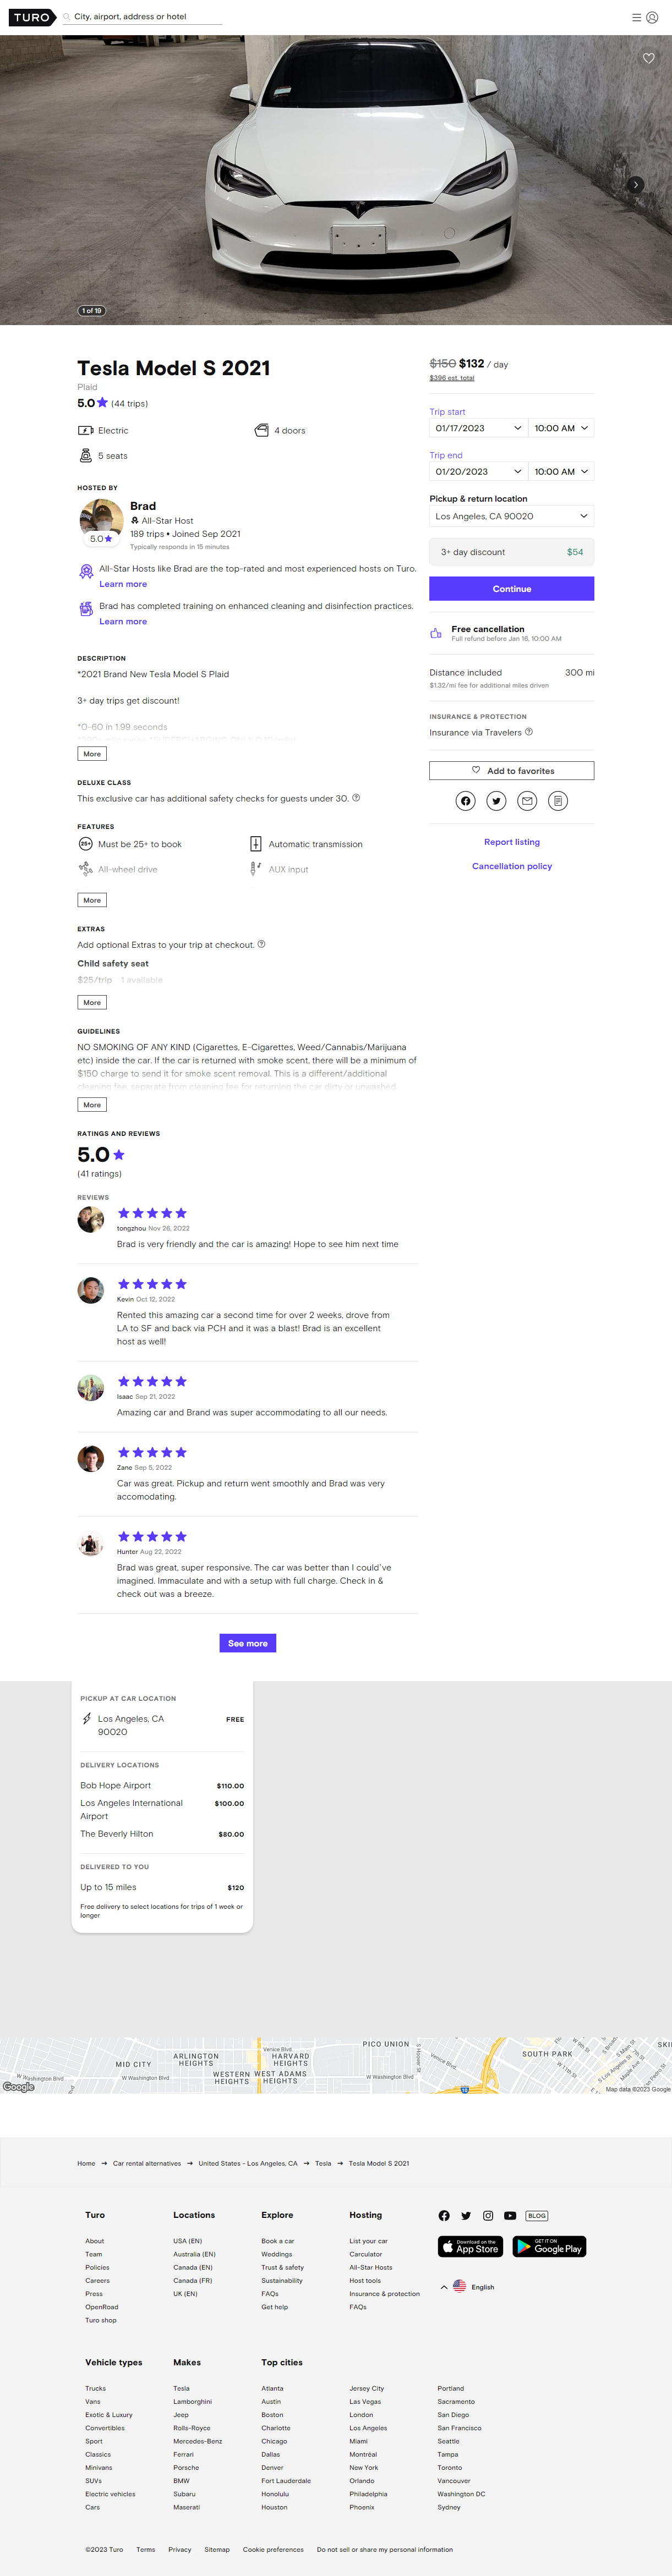 TURO
City, airport, address or hotel
1 of 19
Tesla Model S 2021
Plaid
5.0 (44 trips)
Electric
4 doors
5 seats
HOSTED BY
Brad
All-Star Host
189 trips • Joined Sep 2021
Typically responds in 15 minutes
5.0
All-Star Hosts like Brad are the top-rated and most experienced hosts on Turo.
Learn more
Brad has completed training on enhanced cleaning and disinfection practices.
Learn more
DESCRIPTION
*2021 Brand New Tesla Model S Plaid
3+ day trips get discount!
*0-60 in 1.99 seconds
More
DELUXE CLASS
This exclusive car has additional safety checks for guests under 30.
FEATURES
Must be 25+ to book
Automatic transmission
All-wheel drive
AUX input
More
EXTRAS
Add optional Extras to your trip at checkout.
Child safety seat
$25/trip 1 available
More
GUIDELINES
NO SMOKING OF ANY KIND (Cigarettes, E-Cigarettes, Weed/Cannabis/Marijuana
etc) inside the car. If the car is returned with smoke scent, there will be a minimum of
$150 charge to send it for smoke scent removal. This is a different/additional
cleaning fee, separate from cleaning fee for returning the car dirty or unwashed.
More
RATINGS AND REVIEWS
5.0
(41 ratings)
REVIEWS
tongzhou Nov 26, 2022
Brad is very friendly and the car is amazing! Hope to see him next time
Kevin Oct 12, 2022
Rented this amazing car a second time for over 2 weeks, drove from
LA to SF and back via PCH and it was a blast! Brad is an excellent
host as well!
Isaac Sep 21, 2022
Amazing car and Brand was super accommodating to all our needs.
Zane Sep 5, 2022
Car was great. Pickup and return went smoothly and Brad was very
accomodating.
Hunter Aug 22, 2022
Brad was great, super responsive. The car was better than I could've
imagined. Immaculate and with a setup with full charge. Check in &
check out was a breeze.
See more
$150 $132 / day
$396 est. total
Trip start
01/17/2023
10:00 AM
Trip end
01/20/2023
10:00 AM
Pickup & return location
Los Angeles, CA 90020
3+ day discount $54
Continue
Free cancellation
Full refund before Jan 16, 10:00 AM
Distance included 300 mi
$1.32/mi fee for additional miles driven
INSURANCE & PROTECTION
Insurance via Travelers
Add to favorites
Report listing
Cancellation policy
PICKUP AT CAR LOCATION
Los Angeles, CA
90020
FREE
DELIVERY LOCATIONS
Bob Hope Airport $110.00
Los Angeles International
Airport
$100.00
The Beverly Hilton $80.00
DELIVERED TO YOU
Up to 15 miles $120
Free delivery to select locations for trips of 1 week or
longer
MID CITY
ARLINGTON
HEIGHTS
Venice Blvd
HARVARD
HEIGHTS
WESTERN
HEIGHTS
WEST ADAMS
HEIGHTS
W Washington Blvd
W Washington Blvd
W Washington Blvd
PICO UNION
S Hoover St
Venice Blvd
SOUTH PARK
W 11th St
S Los Angeles St
S Main St
Maple Ave
10
Google
Map data ©2023 Google
Home → Car rental alternatives → United States - Los Angeles, CA → Tesla → Tesla Model S 2021
Turo
About
Team
Policies
Careers
Press
OpenRoad
Turo shop
Locations
USA (EN)
Australia (EN)
Canada (EN)
Canada (FR)
UK (EN)
Explore
Book a car
Weddings
Trust & safety
Sustainability
FAQs
Get help
Hosting
List your car
Carculator
All-Star Hosts
Host tools
Insurance & protection
FAQs
BLOG
Download on the
App Store
GET IT ON
Google Play
English
Vehicle types
Trucks
Vans
Exotic & Luxury
Convertibles
Sport
Classics
Minivans
SUVs
Electric vehicles
Cars
Makes
Tesla
Lamborghini
Jeep
Rolls-Royce
Mercedes-Benz
Ferrari
Porsche
BMW
Subaru
Maserati
Top cities
Atlanta
Austin
Boston
Charlotte
Chicago
Dallas
Denver
Fort Lauderdale
Honolulu
Houston
Jersey City
Las Vegas
London
Los Angeles
Miami
Montréal
New York
Orlando
Philadelphia
Phoenix
Portland
Sacramento
San Diego
San Francisco
Seattle
Tampa
Toronto
Vancouver
Washington DC
Sydney
©2023 Turo
Terms
Privacy
Sitemap
Cookie preferences
Do not sell or share my personal information